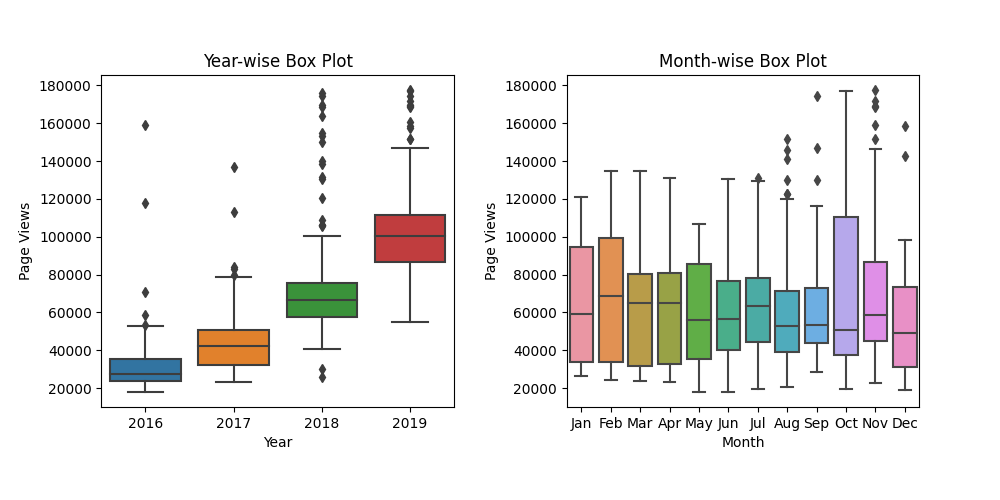 Year-wise Box Plot
180000
160000
140000
120000
100000
80000
60000
40000
20000
Page Views
2016 2017 2018 2019
Year
Month-wise Box Plot
180000
160000
140000
120000
100000
80000
60000
40000
20000
Page Views
Jan Feb Mar Apr May Jun Jul Aug Sep Oct Nov Dec
Month